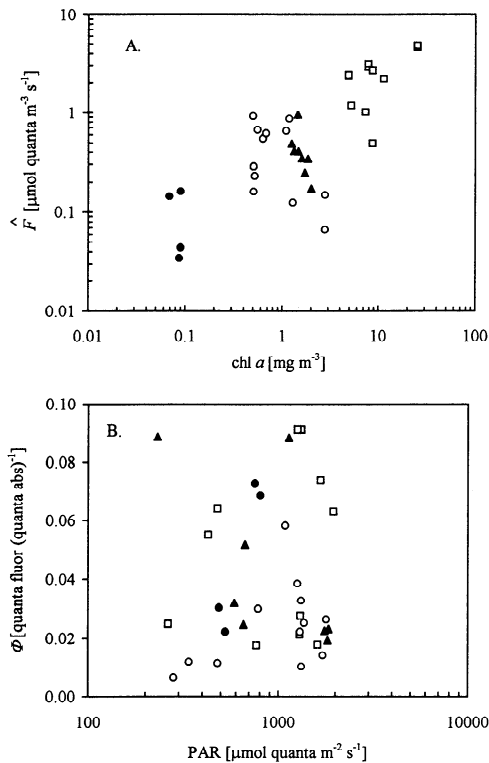 A.
10
1
0.1
0.01
F̂ [μmol quanta m⁻³ s⁻¹]
0.01 0.1 1 10 100
chl a [mg m⁻³]
B.
0.10
0.08
0.06
0.04
0.02
0.00
Φ [quanta fluor (quanta abs)⁻¹]
100 1000 10000
PAR [μmol quanta m⁻² s⁻¹]